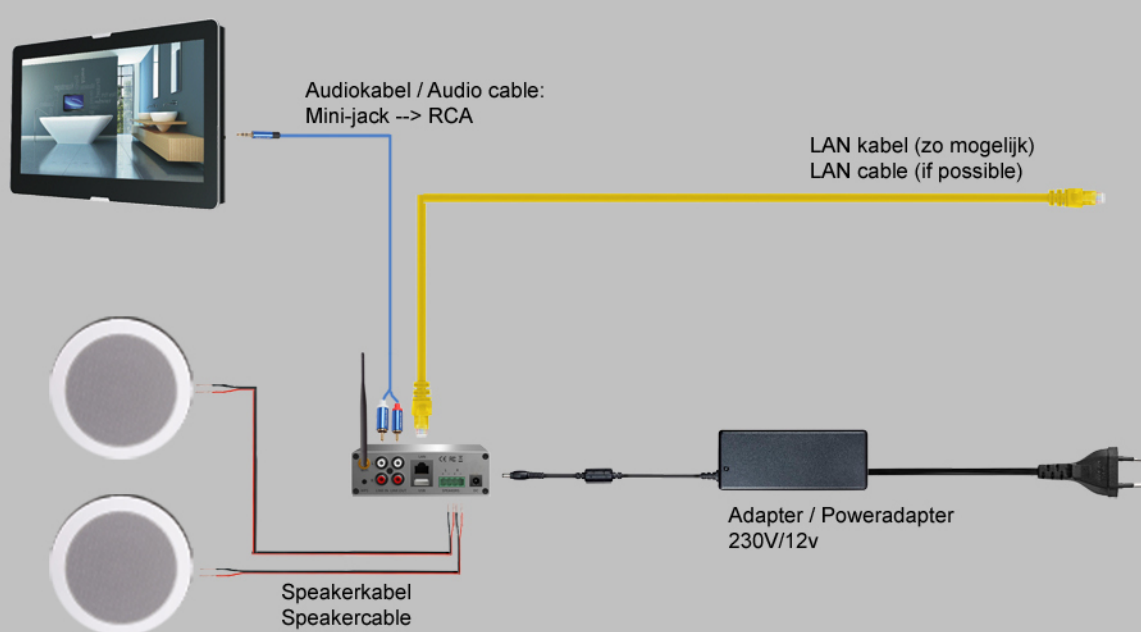 Audiokabel / Audio cable:
Mini-jack --> RCA
LAN kabel (zo mogelijk)
LAN cable (if possible)
Adapter / Poweradapter
230V/12v
Speakerkabel
Speakercable